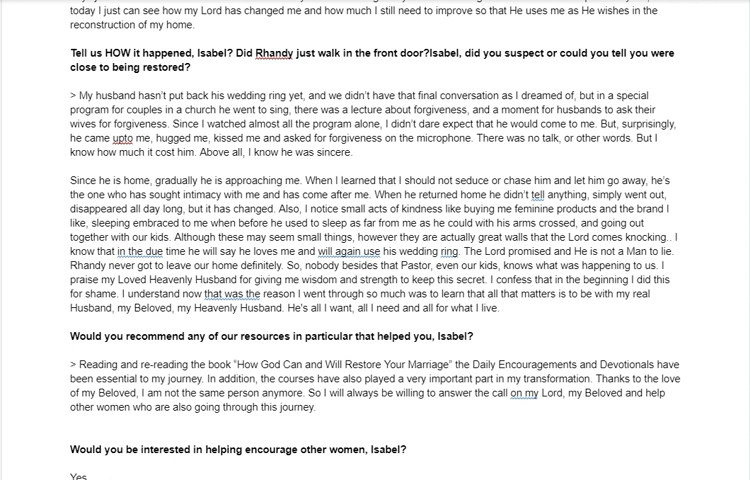 today I just can see how my Lord has changed me and how much I still need to improve so that He uses me as He wishes in the
reconstruction of my home.
Tell us HOW it happened, Isabel? Did Rhandy just walk in the front door?Isabel, did you suspect or could you tell you were
close to being restored?
> My husband hasn't put back his wedding ring yet, and we didn't have that final conversation as I dreamed of, but in a special
program for couples in a church he went to sing, there was a lecture about forgiveness, and a moment for husbands to ask their
wives for forgiveness. Since I watched almost all the program alone, I didn't dare expect that he would come to me. But, surprisingly,
he came upto me, hugged me, kissed me and asked for forgiveness on the microphone. There was no talk, or other words. But I
know how much it cost him. Above all, I know he was sincere.
Since he is home, gradually he is approaching me. When I learned that I should not seduce or chase him and let him go away, he's
the one who has sought intimacy with me and has come after me. When he returned home he didn't tell anything, simply went out,
disappeared all day long, but it has changed. Also, I notice small acts of kindness like buying me feminine products and the brand I
like, sleeping embraced to me when before he used to sleep as far from me as he could with his arms crossed, and going out
together with our kids. Although these may seem small things, however they are actually great walls that the Lord comes knocking.. I
know that in the due time he will say he loves me and will again use his wedding ring. The Lord promised and He is not a Man to lie.
Rhandy never got to leave our home definitely. So, nobody besides that Pastor, even our kids, knows what was happening to us. I
praise my Loved Heavenly Husband for giving me wisdom and strength to keep this secret. I confess that in the beginning I did this
for shame. I understand now that was the reason I went through so much was to learn that all that matters is to be with my real
Husband, my Beloved, my Heavenly Husband. He's all I want, all I need and all for what I live.
Would you recommend any of our resources in particular that helped you, Isabel?
> Reading and re-reading the book "How God Can and Will Restore Your Marriage" the Daily Encouragements and Devotionals have
been essential to my journey. In addition, the courses have also played a very important part in my transformation. Thanks to the love
of my Beloved, I am not the same person anymore. So I will always be willing to answer the call on my Lord, my Beloved and help
other women who are also going through this journey.
Would you be interested in helping encourage other women, Isabel?
Yes